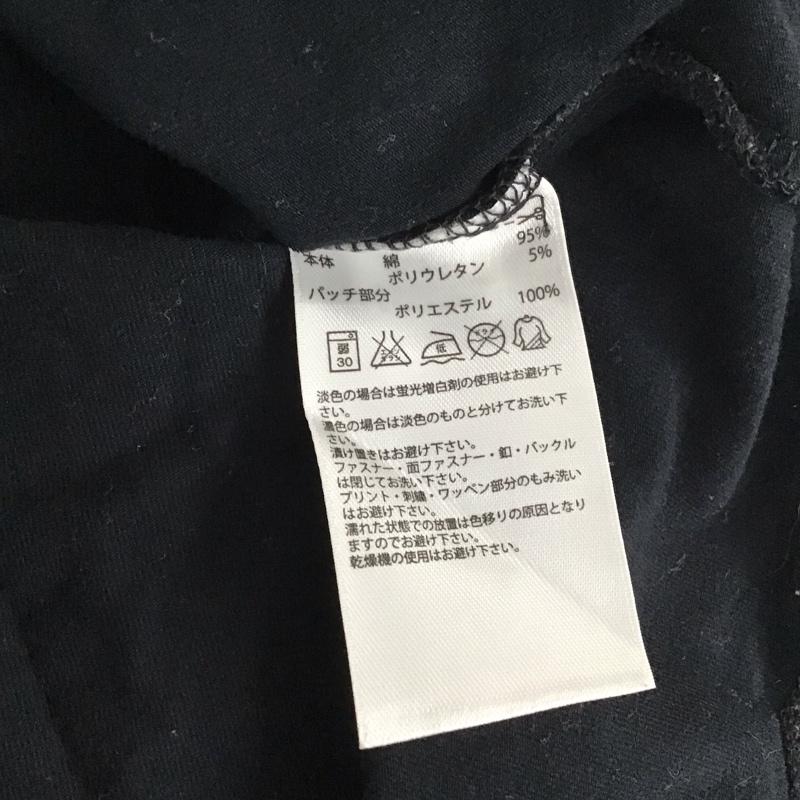 本体 綿 95%
ポリウレタン 5%
パッチ部分
ポリエステル 100%
弱 30 エンソサラシ 低 ドライ
淡色の場合は蛍光増白剤の使用はお避け下
さい。
濃色の場合は淡色のものと分けてお洗い下
さい。
漬け置きはお避け下さい。
ファスナー・面ファスナー・釦・バックル
は閉じてお洗い下さい。
プリント・刺繍・ワッペン部分のもみ洗い
はお避け下さい。
濡れた状態での放置は色移りの原因となり
ますのでお避け下さい。
乾燥機の使用はお避け下さい。